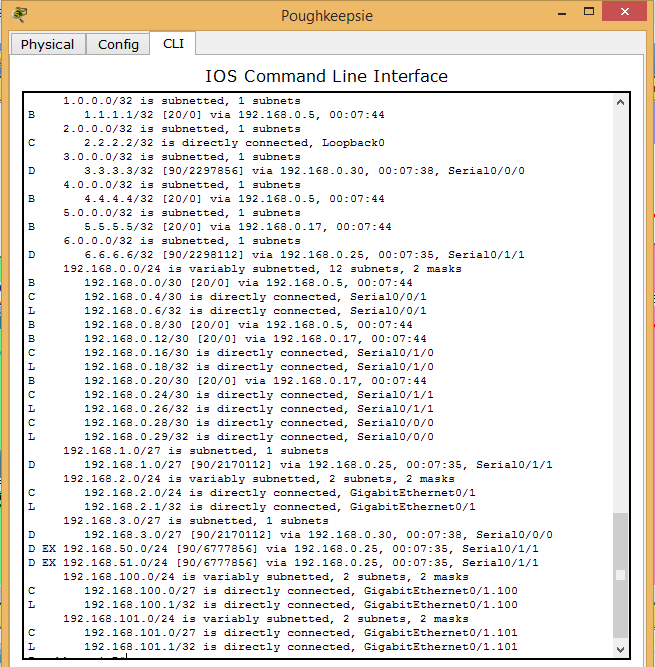 Poughkeepsie
Physical Config CLI
IOS Command Line Interface
1.0.0.0/32 is subnetted, 1 subnets
B 1.1.1.1/32 [20/0] via 192.168.0.5, 00:07:44
2.0.0.0/32 is subnetted, 1 subnets
C 2.2.2.2/32 is directly connected, Loopback0
3.0.0.0/32 is subnetted, 1 subnets
D 3.3.3.3/32 [90/2297856] via 192.168.0.30, 00:07:38, Serial0/0/0
4.0.0.0/32 is subnetted, 1 subnets
B 4.4.4.4/32 [20/0] via 192.168.0.5, 00:07:44
5.0.0.0/32 is subnetted, 1 subnets
B 5.5.5.5/32 [20/0] via 192.168.0.17, 00:07:44
6.0.0.0/32 is subnetted, 1 subnets
D 6.6.6.6/32 [90/2298112] via 192.168.0.25, 00:07:35, Serial0/1/1
192.168.0.0/24 is variably subnetted, 12 subnets, 2 masks
B 192.168.0.0/30 [20/0] via 192.168.0.5, 00:07:44
C 192.168.0.4/30 is directly connected, Serial0/0/1
L 192.168.0.6/32 is directly connected, Serial0/0/1
B 192.168.0.8/30 [20/0] via 192.168.0.5, 00:07:44
B 192.168.0.12/30 [20/0] via 192.168.0.17, 00:07:44
C 192.168.0.16/30 is directly connected, Serial0/1/0
L 192.168.0.18/32 is directly connected, Serial0/1/0
B 192.168.0.20/30 [20/0] via 192.168.0.17, 00:07:44
C 192.168.0.24/30 is directly connected, Serial0/1/1
L 192.168.0.26/32 is directly connected, Serial0/1/1
C 192.168.0.28/30 is directly connected, Serial0/0/0
L 192.168.0.29/32 is directly connected, Serial0/0/0
192.168.1.0/27 is subnetted, 1 subnets
D 192.168.1.0/27 [90/2170112] via 192.168.0.25, 00:07:35, Serial0/1/1
192.168.2.0/24 is variably subnetted, 2 subnets, 2 masks
C 192.168.2.0/24 is directly connected, GigabitEthernet0/1
L 192.168.2.1/32 is directly connected, GigabitEthernet0/1
192.168.3.0/27 is subnetted, 1 subnets
D 192.168.3.0/27 [90/2170112] via 192.168.0.30, 00:07:38, Serial0/0/0
D EX 192.168.50.0/24 [90/6777856] via 192.168.0.25, 00:07:35, Serial0/1/1
D EX 192.168.51.0/24 [90/6777856] via 192.168.0.25, 00:07:35, Serial0/1/1
192.168.100.0/24 is variably subnetted, 2 subnets, 2 masks
C 192.168.100.0/27 is directly connected, GigabitEthernet0/1.100
L 192.168.100.1/32 is directly connected, GigabitEthernet0/1.100
192.168.101.0/24 is variably subnetted, 2 subnets, 2 masks
C 192.168.101.0/27 is directly connected, GigabitEthernet0/1.101
L 192.168.101.1/32 is directly connected, GigabitEthernet0/1.101